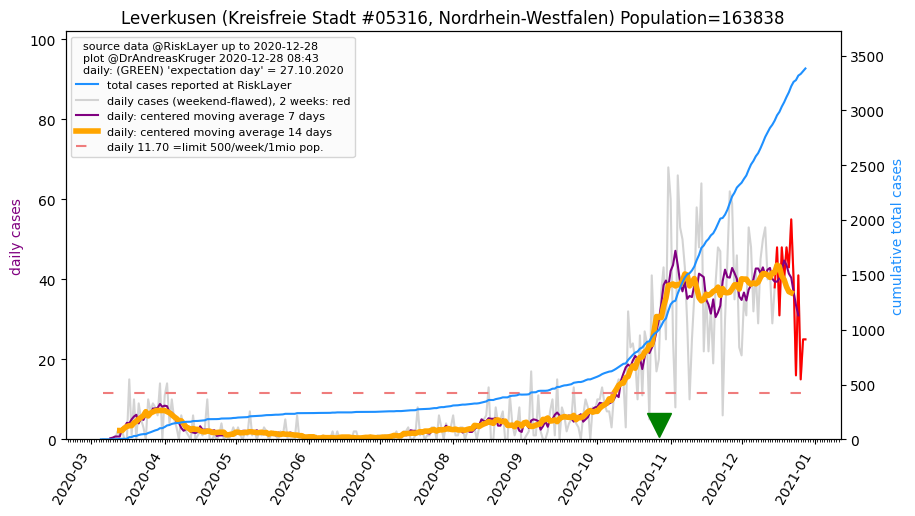 Leverkusen (Kreisfreie Stadt #05316, Nordrhein-Westfalen) Population=163838
source data @RiskLayer up to 2020-12-28
plot @DrAndreasKruger 2020-12-28 08:43
daily: (GREEN) 'expectation day' = 27.10.2020
total cases reported at RiskLayer
daily cases (weekend-flawed), 2 weeks: red
daily: centered moving average 7 days
daily: centered moving average 14 days
daily 11.70 =limit 500/week/1mio pop.
daily cases
100
80
60
40
20
0
cumulative total cases
3500
3000
2500
2000
1500
1000
500
0
2020-03
2020-04
2020-05
2020-06
2020-07
2020-08
2020-09
2020-10
2020-11
2020-12
2021-01